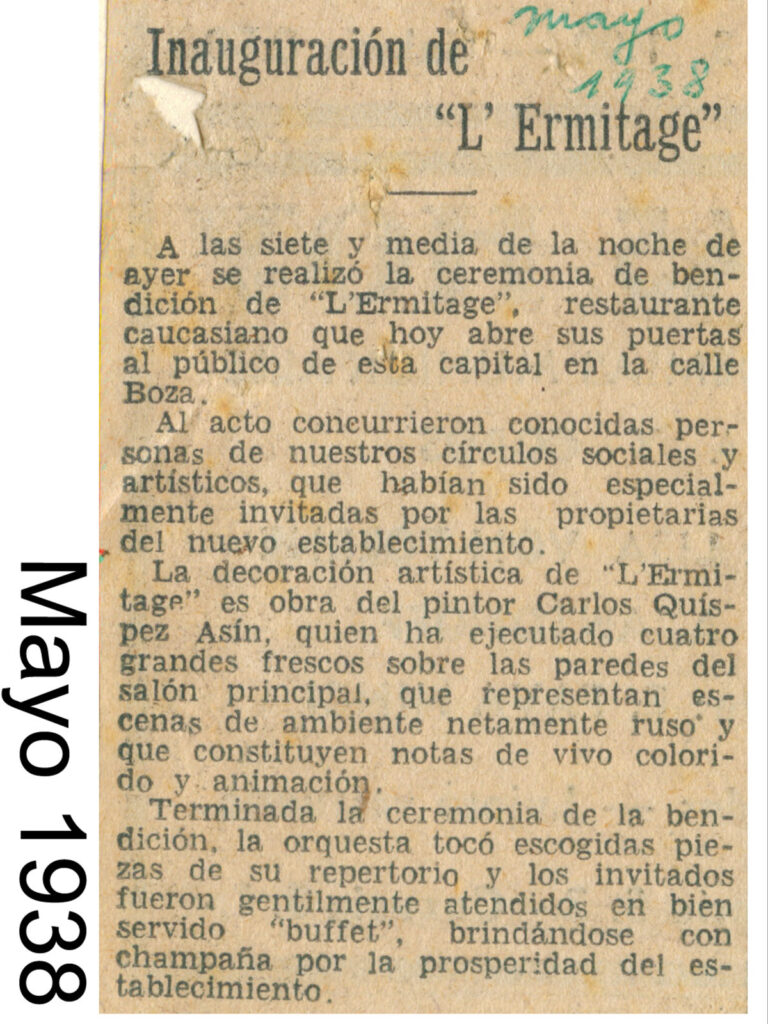 Inauguración de
mayo
1938
"L' Ermitage"
A las siete y media de la noche de
ayer se realizó la ceremonia de ben-
dición de "L'Ermitage", restaurante
caucasiano que hoy abre sus puertas
al público de esta capital en la calle
Boza.
Al acto concurrieron conocidas per-
sonas de nuestros círculos sociales y
artísticos, que habían sido especial-
mente invitadas por las propietarias
del nuevo establecimiento.
La decoración artística de "L'Ermi-
tage" es obra del pintor Carlos Quís-
pez Asín, quien ha ejecutado cuatro
grandes frescos sobre las paredes del
salón principal, que representan es-
cenas de ambiente netamente ruso y
que constituyen notas de vivo colori-
do y animación.
Terminada la ceremonia de la ben-
dición, la orquesta tocó escogidas pie-
zas de su repertorio y los invitados
fueron gentilmente atendidos en bien
servido "buffet", brindándose con
champaña por la prosperidad del es-
tablecimiento.
Mayo 1938